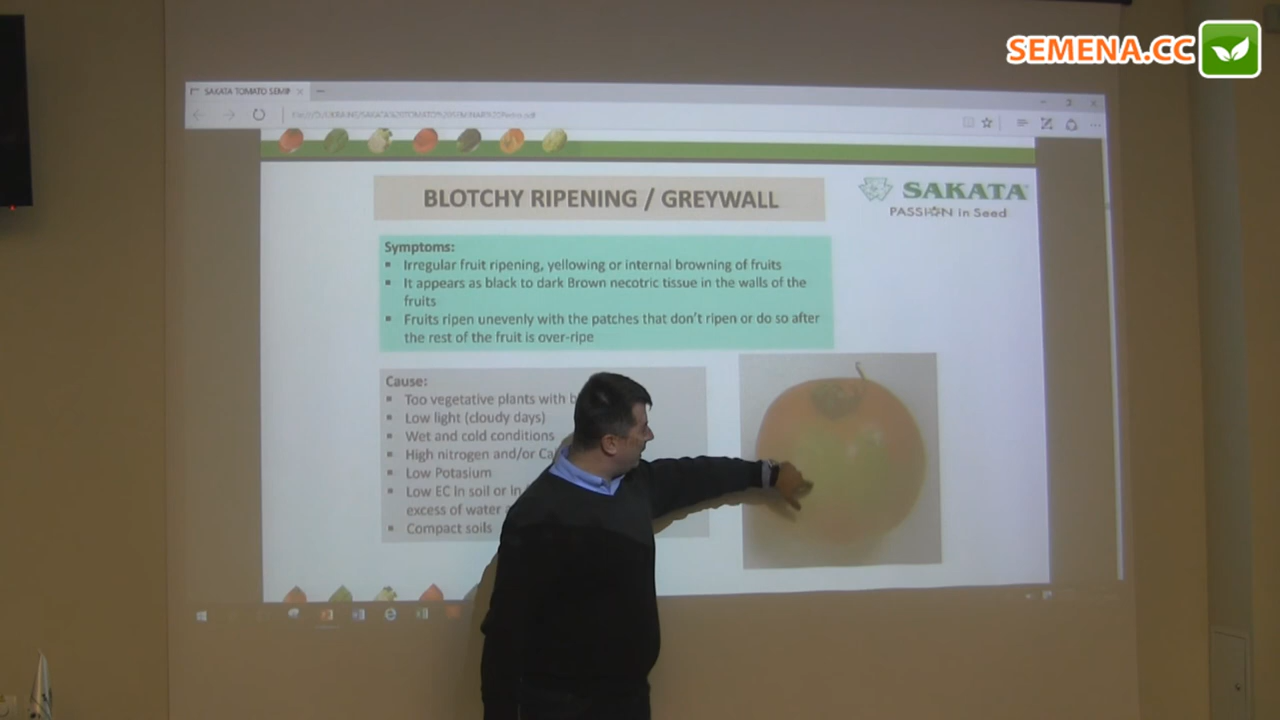 SEMENA.CC
SAKATA TOMATO SEMIN
BLOTCHY RIPENING / GREYWALL
SAKATA
PASSION in Seed
Symptoms:
Irregular fruit ripening, yellowing or internal browning of fruits
It appears as black to dark Brown necotric tissue in the walls of the
fruits
Fruits ripen unevenly with the patches that don't ripen or do so after
the rest of the fruit is over-ripe
Cause:
Too vegetative plants with
Low light (cloudy days)
Wet and cold conditions
High nitrogen and/or Ca
Low Potasium
Low EC in soil or in
excess of water
Compact soils